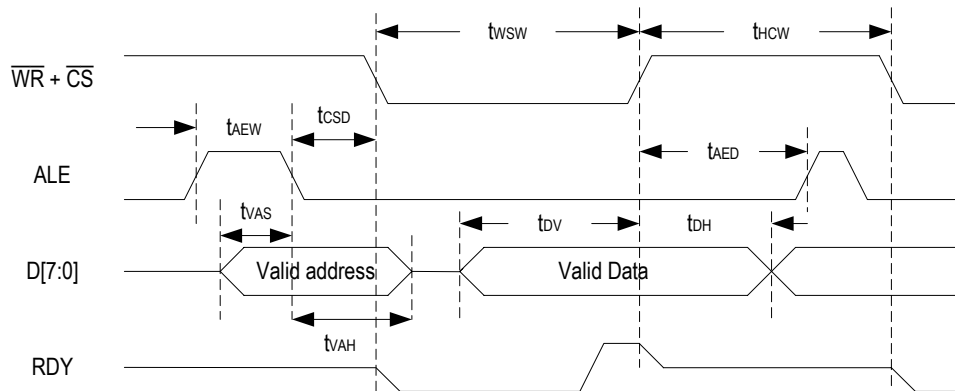 tWSW
tHCW
WR + CS
tAEW
tCSD
tAED
ALE
tVAS
tDV
tDH
D[7:0]
Valid address
Valid Data
tVAH
RDY